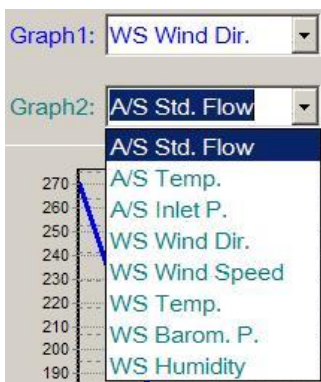 Graph1: WS Wind Dir.
Graph2: A/S Std. Flow
A/S Std. Flow
A/S Temp.
A/S Inlet P.
WS Wind Dir.
WS Wind Speed
WS Temp.
WS Barom. P.
WS Humidity
270
260
250
240
230
220
210
200
190